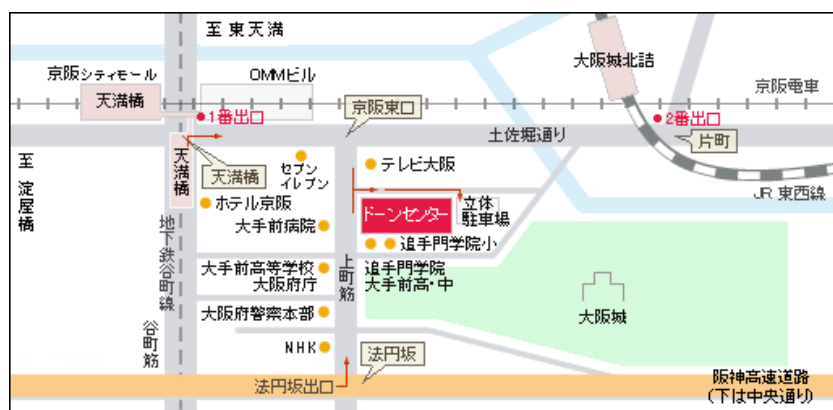 至 東天満
京阪シティモール
OMMビル
大阪城北詰
天満橋
京阪電車
1番出口
京阪東口
2番出口
土佐堀通り
片町
至 淀屋橋
天満橋
天満橋
セブン
イレブン
テレビ大阪
JR 東西線
ホテル京阪
ドーンセンター
立体
駐車場
大手前病院
追手門学院小
地下鉄谷町線
上町筋
大手前高等学校
大阪府庁
追手門学院
大手前高・中
大阪城
大阪府警察本部
谷町筋
NHK
法円坂
法円坂出口
阪神高速道路
(下は中央通り)